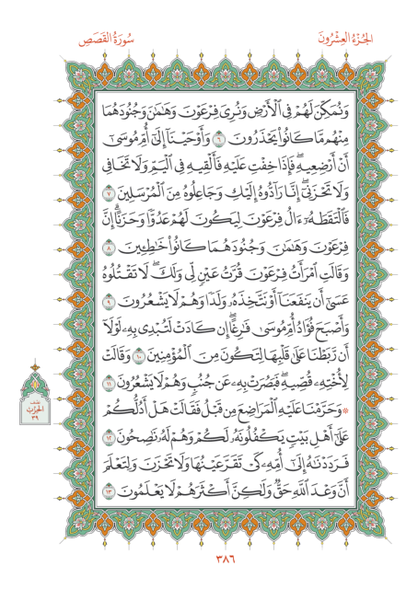 الجُزْءُ العِشْرُونَ
سُورَةُ القَصَصِ
وَنُمَكِّنَ لَهُمْ فِي ٱلْأَرْضِ وَنُرِيَ فِرْعَوْنَ وَهَٰمَٰنَ وَجُنُودَهُمَا
مِنْهُم مَّا كَانُوا۟ يَحْذَرُونَ ٦ وَأَوْحَيْنَآ إِلَىٰٓ أُمِّ مُوسَىٰٓ
أَنْ أَرْضِعِيهِ ۖ فَإِذَا خِفْتِ عَلَيْهِ فَأَلْقِيهِ فِي ٱلْيَمِّ وَلَا تَخَافِي
وَلَا تَحْزَنِيٓ ۖ إِنَّا رَآدُّوهُ إِلَيْكِ وَجَاعِلُوهُ مِنَ ٱلْمُرْسَلِينَ ٧
فَٱلْتَقَطَهُۥٓ ءَالُ فِرْعَوْنَ لِيَكُونَ لَهُمْ عَدُوًّا وَحَزَنًا ۗ إِنَّ
فِرْعَوْنَ وَهَٰمَٰنَ وَجُنُودَهُمَا كَانُوا۟ خَٰطِـِٔينَ ٨
وَقَالَتِ ٱمْرَأَتُ فِرْعَوْنَ قُرَّتُ عَيْنٍ لِّي وَلَكَ ۖ لَا تَقْتُلُوهُ
عَسَىٰٓ أَن يَنفَعَنَآ أَوْ نَتَّخِذَهُۥ وَلَدًا وَهُمْ لَا يَشْعُرُونَ ٩
وَأَصْبَحَ فُؤَادُ أُمِّ مُوسَىٰ فَٰرِغًا ۖ إِن كَادَتْ لَتُبْدِي بِهِۦ لَوْلَآ
أَن رَّبَطْنَا عَلَىٰ قَلْبِهَا لِتَكُونَ مِنَ ٱلْمُؤْمِنِينَ ١٠ وَقَالَتْ
لِأُخْتِهِۦ قُصِّيهِ ۖ فَبَصُرَتْ بِهِۦ عَن جُنُبٍ وَهُمْ لَا يَشْعُرُونَ ١١
۞ وَحَرَّمْنَا عَلَيْهِ ٱلْمَرَاضِعَ مِن قَبْلُ فَقَالَتْ هَلْ أَدُلُّكُمْ
عَلَىٰٓ أَهْلِ بَيْتٍ يَكْفُلُونَهُۥ لَكُمْ وَهُمْ لَهُۥ نَٰصِحُونَ ١٢
فَرَدَدْنَٰهُ إِلَىٰٓ أُمِّهِۦ كَيْ تَقَرَّ عَيْنُهَا وَلَا تَحْزَنَ وَلِتَعْلَمَ
أَنَّ وَعْدَ ٱللَّهِ حَقٌّ وَلَٰكِنَّ أَكْثَرَهُمْ لَا يَعْلَمُونَ ١٣
نصف
الحزب
٣٩
٣٨٦